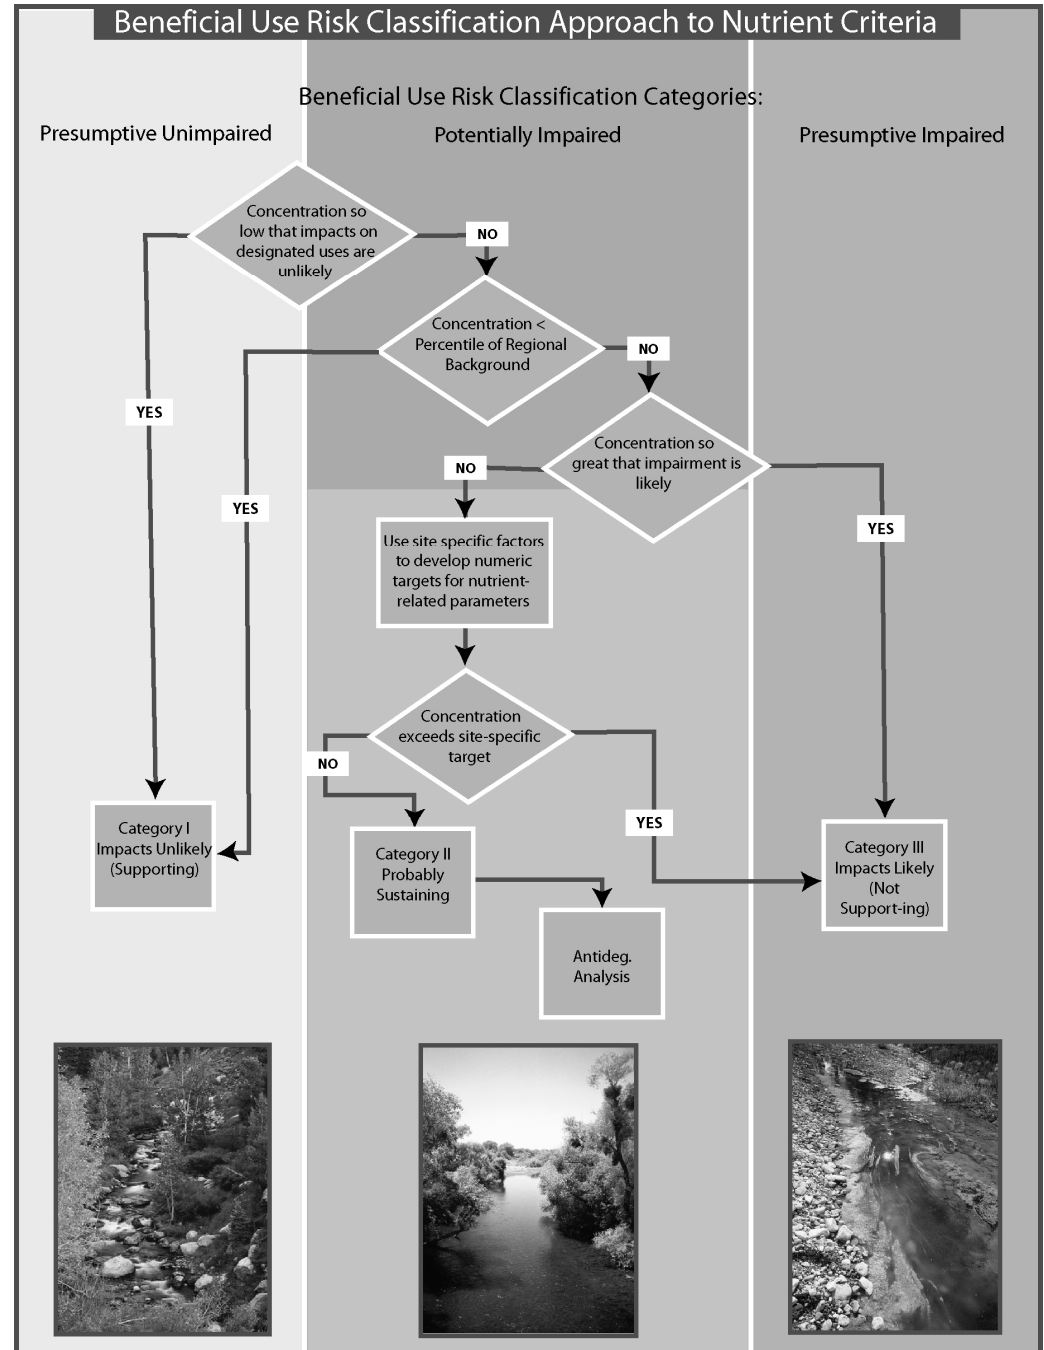 Beneficial Use Risk Classification Approach to Nutrient Criteria
Beneficial Use Risk Classification Categories:
Presumptive Unimpaired
Potentially Impaired
Presumptive Impaired
Concentration so
low that impacts on
designated uses are
unlikely
NO
Concentration <
Percentile of Regional
Background
NO
YES
Concentration so
great that impairment is
likely
NO
YES
YES
Use site specific factors
to develop numeric
targets for nutrient-
related parameters
Concentration
exceeds site-specific
target
NO
YES
Category I
Impacts Unlikely
(Supporting)
Category II
Probably
Sustaining
Category III
Impacts Likely
(Not
Support-ing)
Antideg.
Analysis